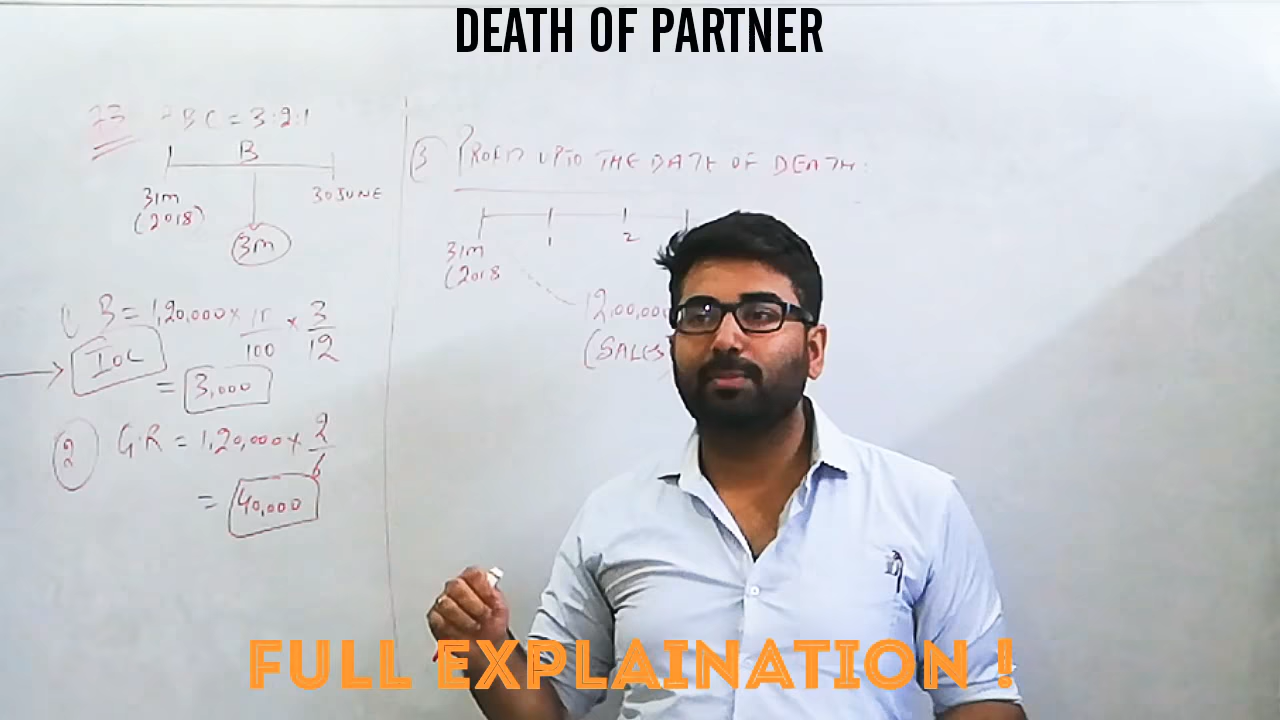 DEATH OF PARTNER
23 ABC = 3:2:1
B
31M
(2018)
30 JUNE
3m
B = 1,20,000 × 
100
× 3
12
IOC
= 3,000
2 G.R = 1,20,000 × 2
6
= 40,000
3 PROFIT UPTO THE DATE OF DEATH.
1 2
31M
(2018
12,00,000
(SALES
FULL EXPLAINATION !